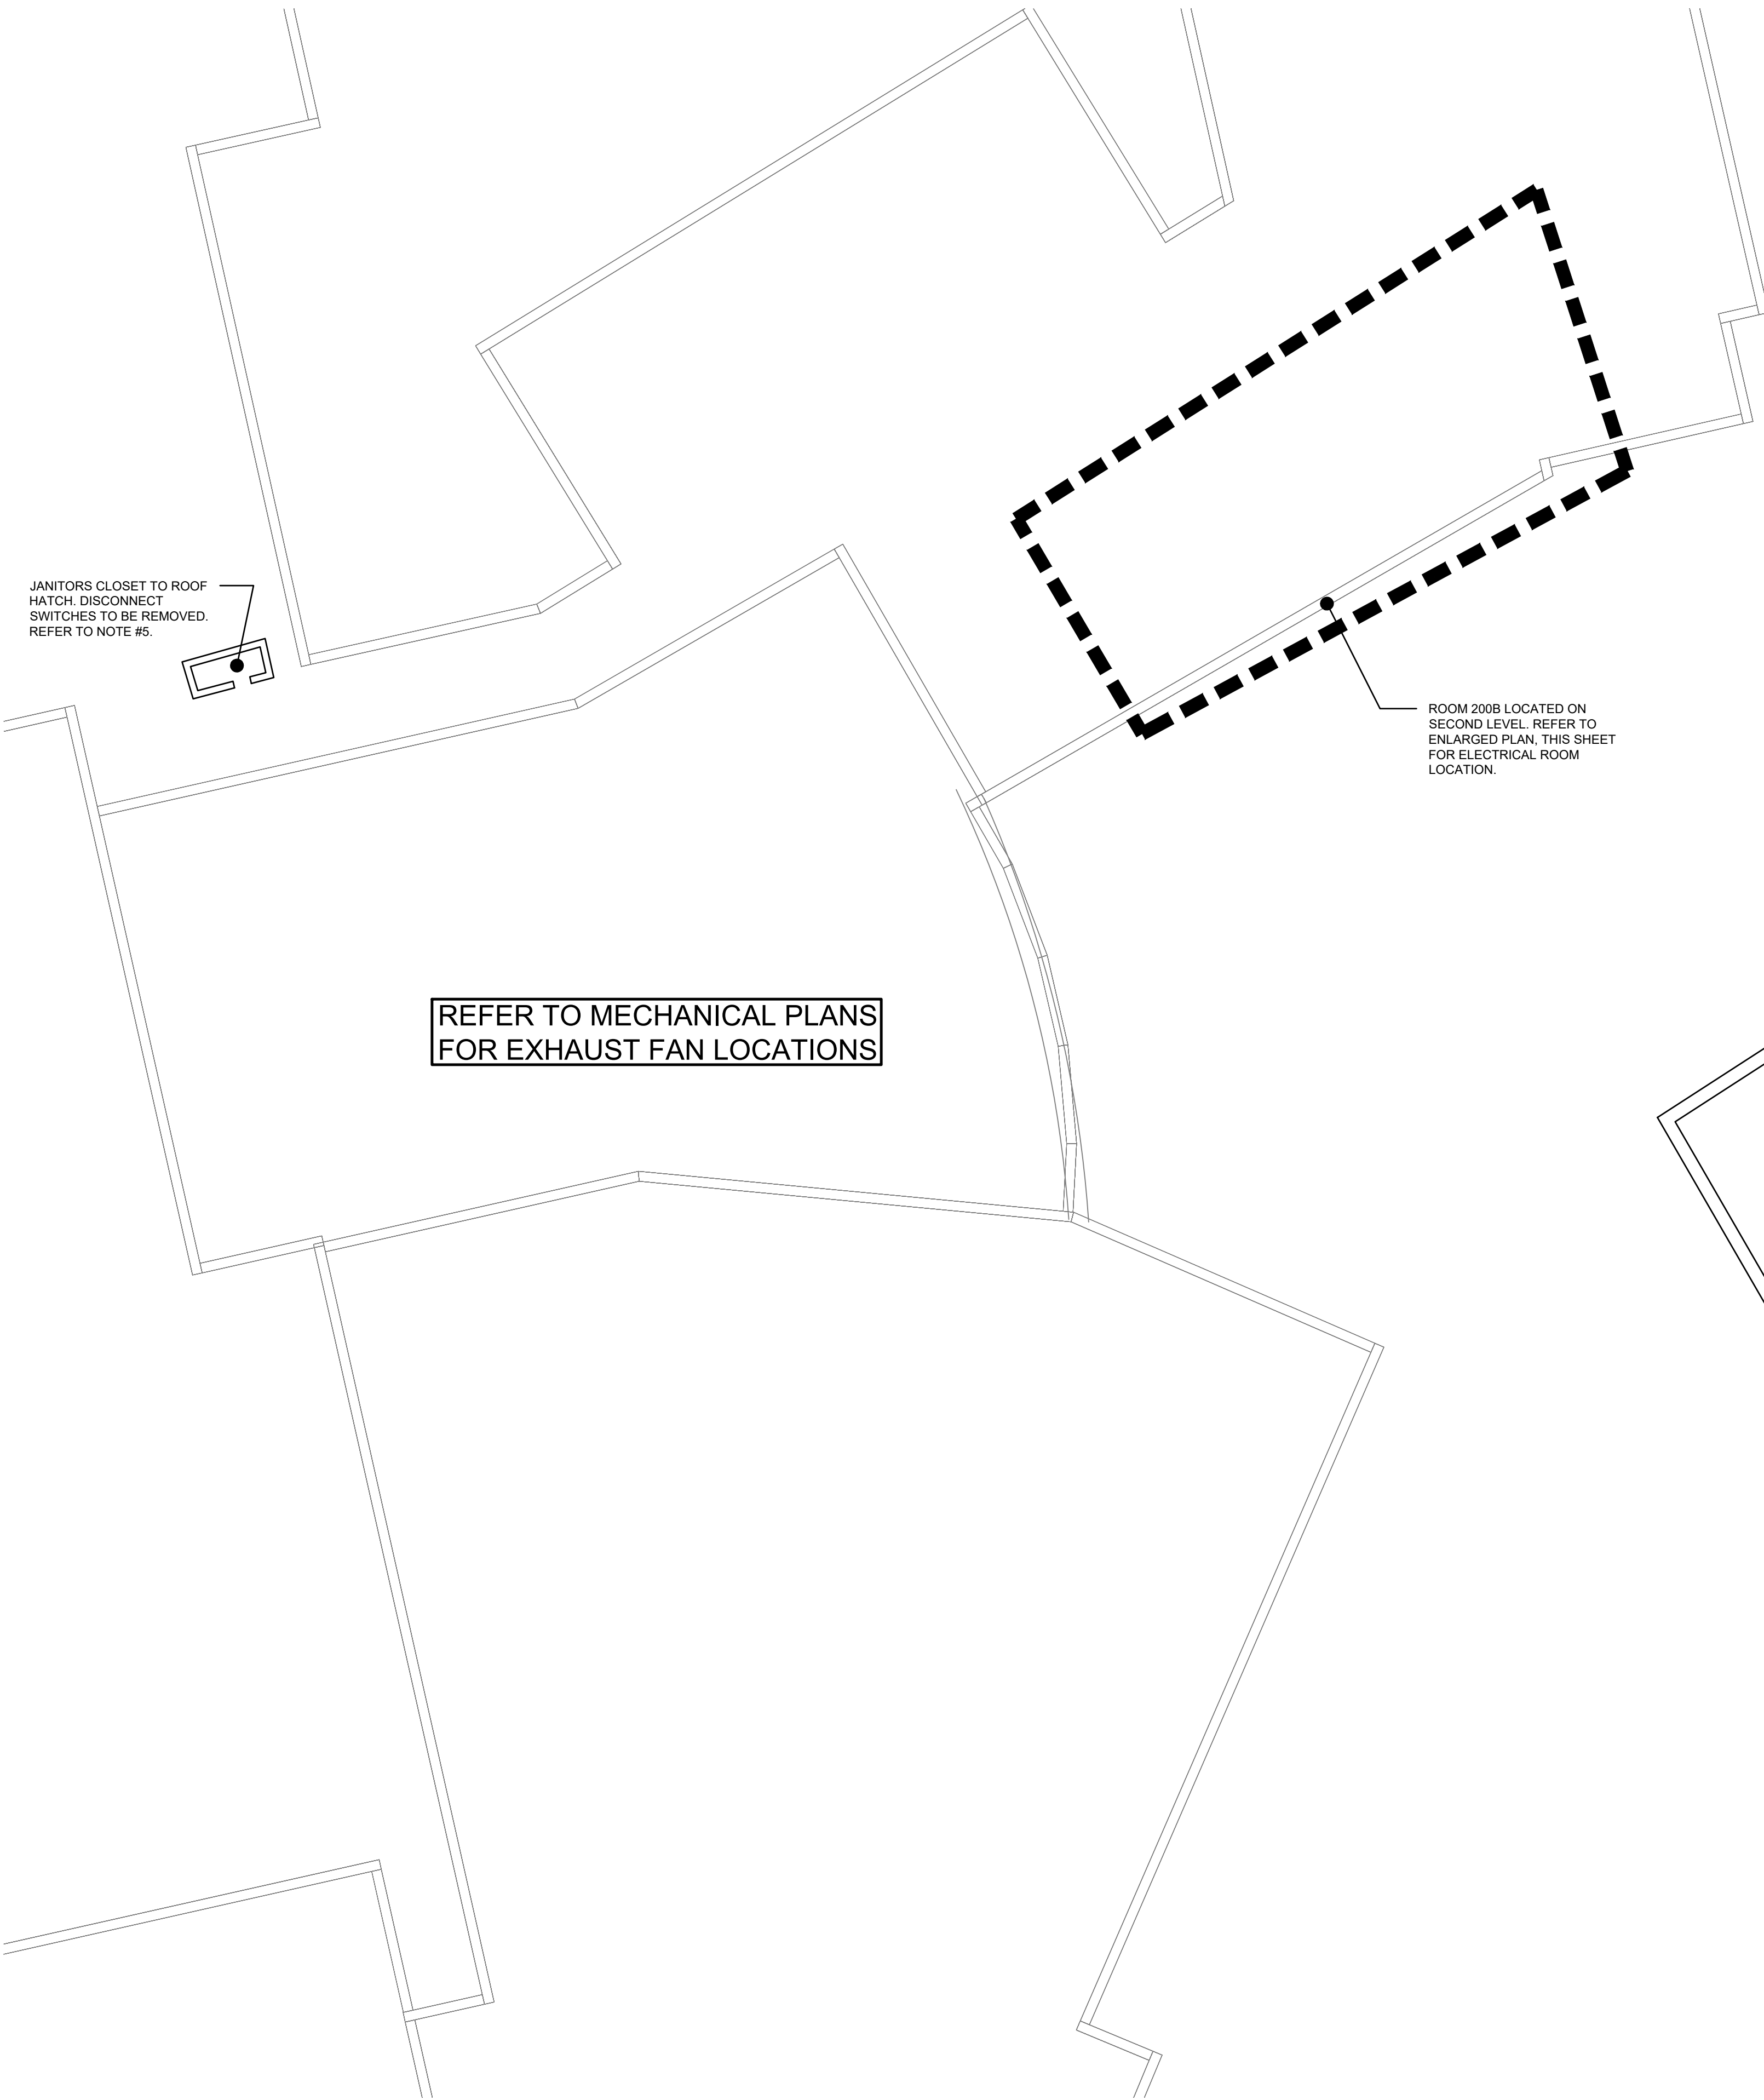 JANITORS CLOSET TO ROOF
HATCH. DISCONNECT
SWITCHES TO BE REMOVED.
REFER TO NOTE #5.
ROOM 200B LOCATED ON
SECOND LEVEL. REFER TO
ENLARGED PLAN, THIS SHEET
FOR ELECTRICAL ROOM
LOCATION.
REFER TO MECHANICAL PLANS
FOR EXHAUST FAN LOCATIONS